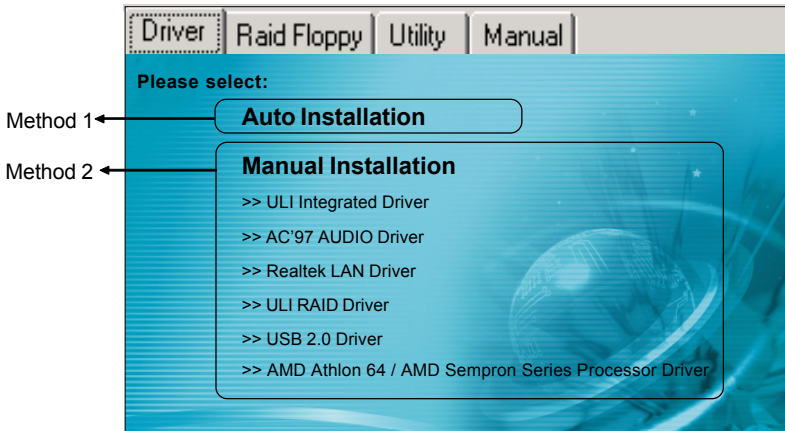 Driver Raid Floppy Utility Manual
Please select:
Method 1
Auto Installation
Method 2
Manual Installation
>> ULI Integrated Driver
>> AC'97 AUDIO Driver
>> Realtek LAN Driver
>> ULI RAID Driver
>> USB 2.0 Driver
>> AMD Athlon 64 / AMD Sempron Series Processor Driver